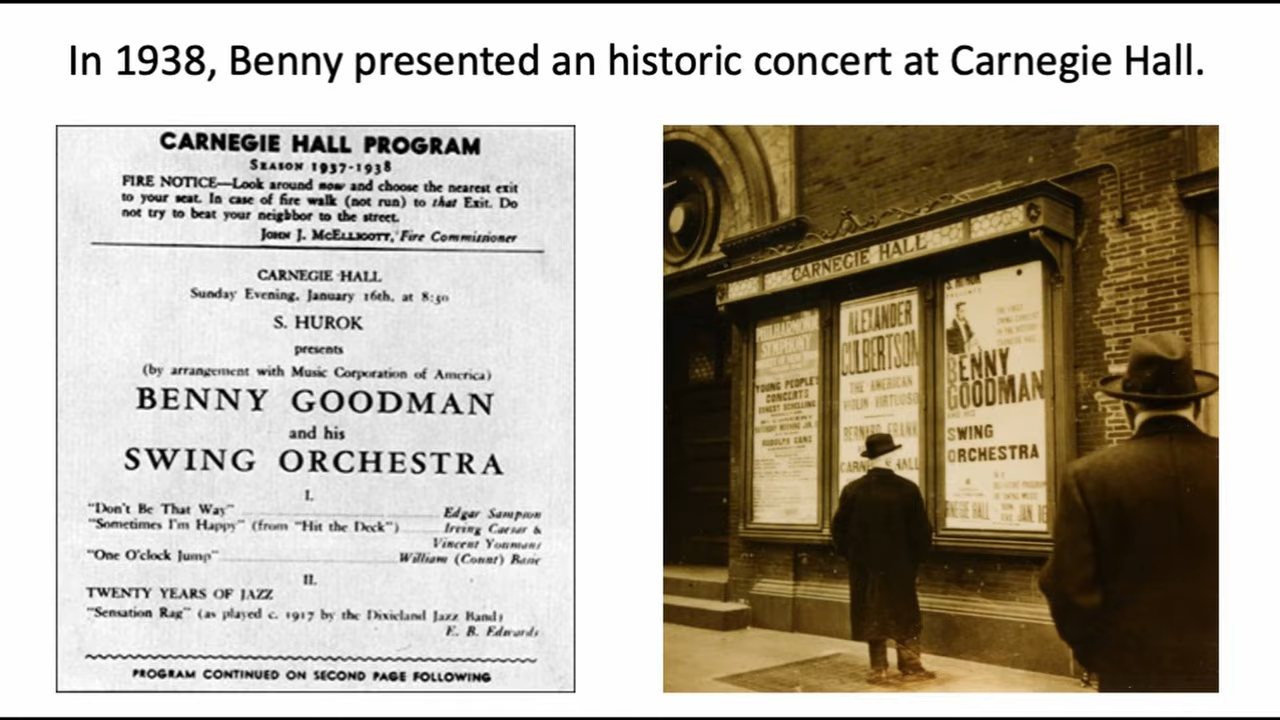 In 1938, Benny presented an historic concert at Carnegie Hall.
CARNEGIE HALL PROGRAM
SEASON 1937-1938
FIRE NOTICE—Look around now and choose the nearest exit
to your seat. In case of fire walk (not run) to that Exit. Do
not try to beat your neighbor to the street.
JOHN J. MCELLIGOTT, Fire Commissioner
CARNEGIE HALL
Sunday Evening, January 16th, at 8:30
S. HUROK
presents
(by arrangement with Music Corporation of America)
BENNY GOODMAN
and his
SWING ORCHESTRA
I.
"Don't Be That Way" Edgar Sampson
"Sometimes I'm Happy" (from "Hit the Deck") Irving Caesar &
Vincent Youmans
"One O'clock Jump" William (Count) Basie
II.
TWENTY YEARS OF JAZZ
"Sensation Rag" (as played c. 1917 by the Dixieland Jazz Band)
E. B. Edwards
PROGRAM CONTINUED ON SECOND PAGE FOLLOWING
CARNEGIE HALL
PHILHARMONIC
SYMPHONY
YOUNG PEOPLE'S
CONCERTS
ERNEST SCHELLING
RUDOLPH GANZ
ALEXANDER
CULBERTSON
THE AMERICAN
VIOLIN VIRTUOSO
BERNARD FRANK
BENNY
GOODMAN
AND HIS
SWING
ORCHESTRA
JAN. 16